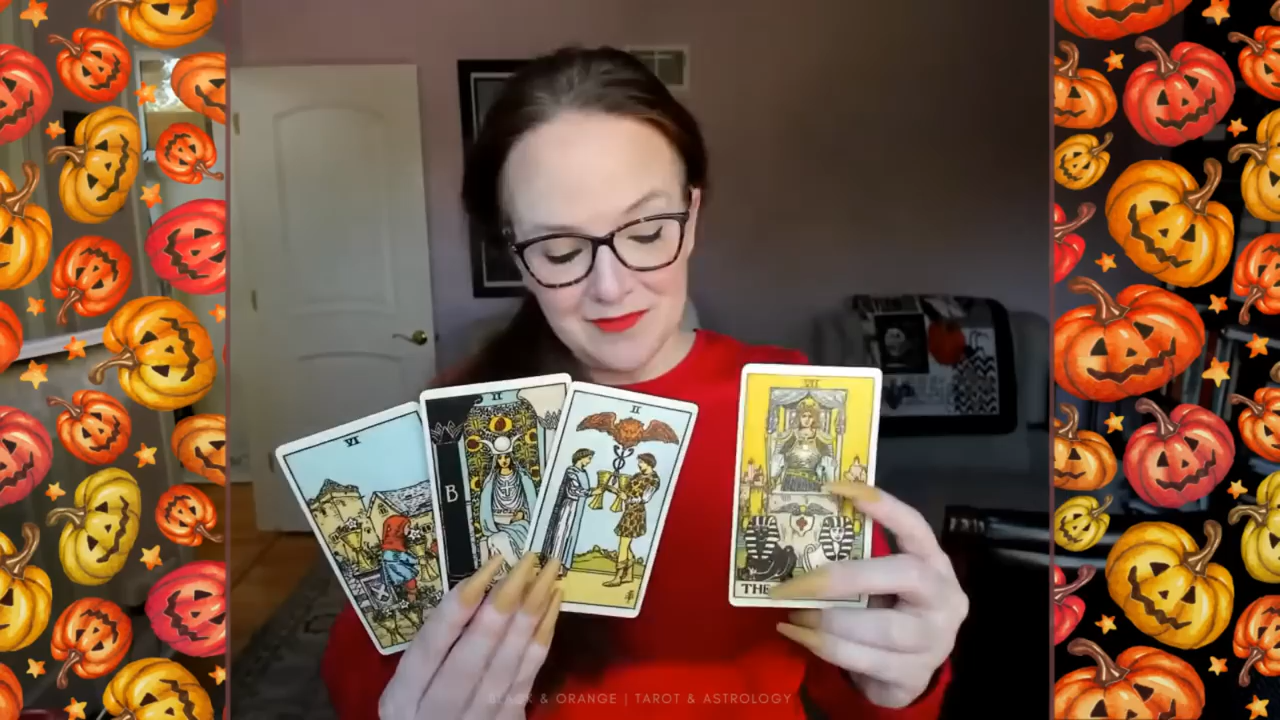 VI
II
II
VII
B
THE
BLACK & ORANGE | TAROT & ASTROLOGY